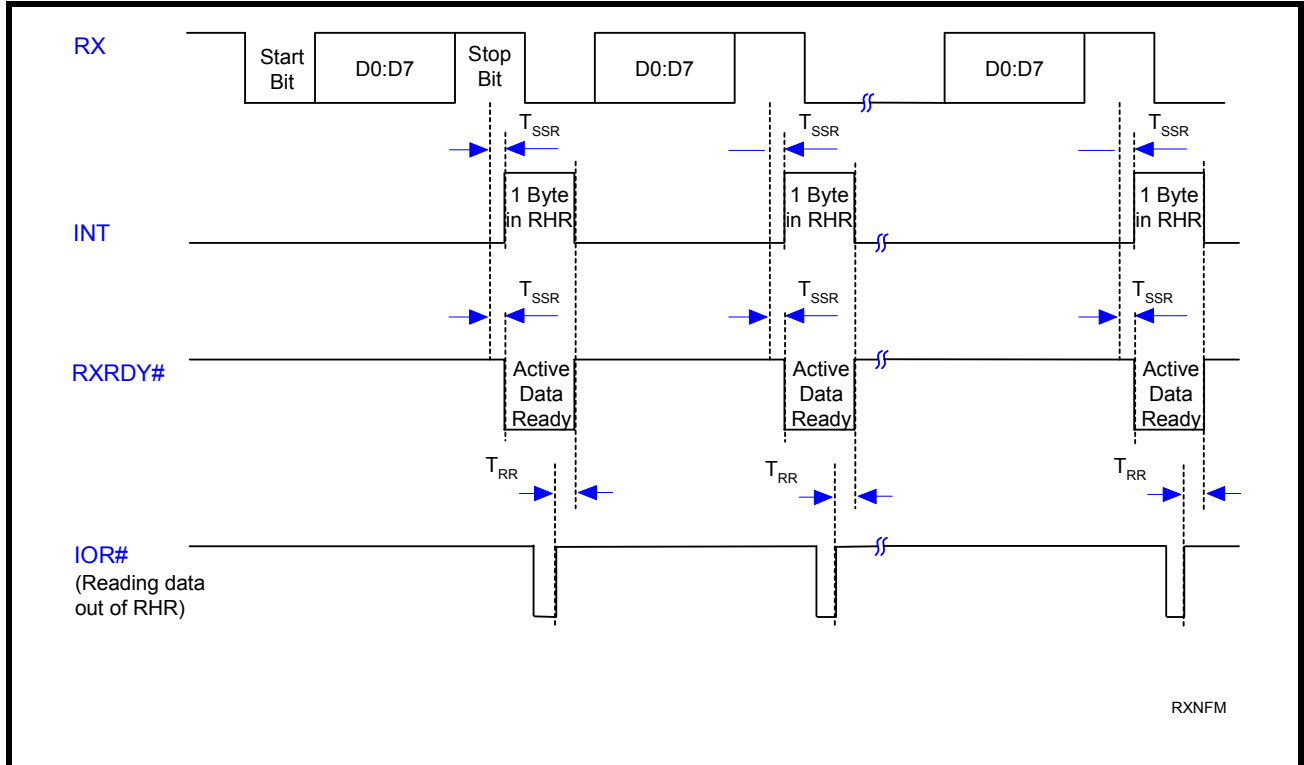 RX
Start
Bit
D0:D7
Stop
Bit
D0:D7
D0:D7
TSSR
TSSR
TSSR
INT
1 Byte
in RHR
1 Byte
in RHR
1 Byte
in RHR
TSSR
TSSR
TSSR
RXRDY#
Active
Data
Ready
Active
Data
Ready
Active
Data
Ready
TRR
TRR
TRR
IOR#
(Reading data
out of RHR)
RXNFM